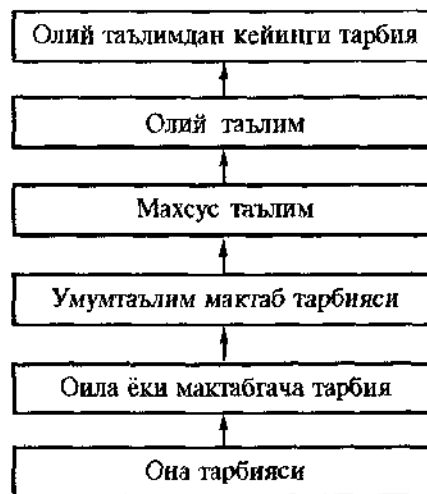 Олий таълимдан кейинги тарбия
Олий таълим
Махсус таълим
Умумтаълим мактаб тарбияси
Оила ёки мактабгача тарбия
Она тарбияси